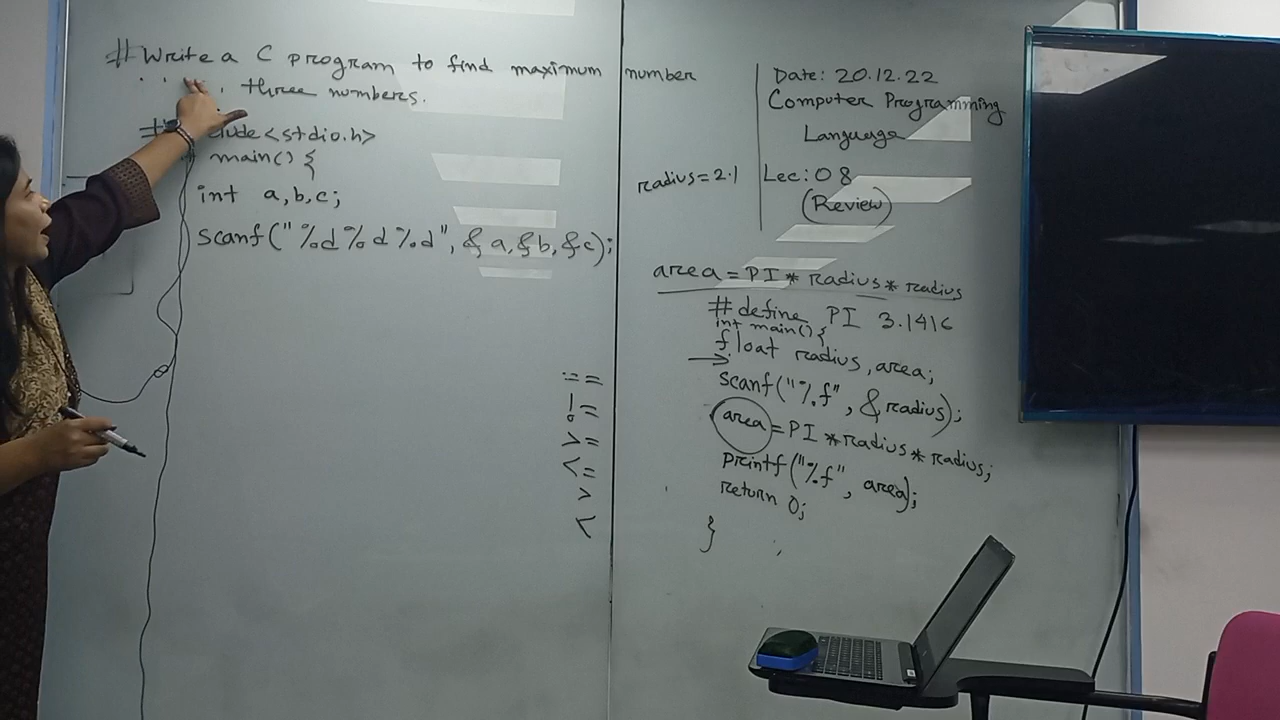 # Write a C program to find maximum number
three numbers.
clude<stdio.h>
main() {
int a,b,c;
scanf("%d%d%d", &a,&b,&c);
==
!=
>=
<=
>
<
Date: 20.12.22
Computer Programming
Language
radius=2.1
Lec: 08
(Review)
area = PI * radius * radius
#define PI 3.1416
int main(){
float radius, area;
scanf("%f", &radius);
area = PI * radius * radius;
printf("%f", area);
return 0;
}